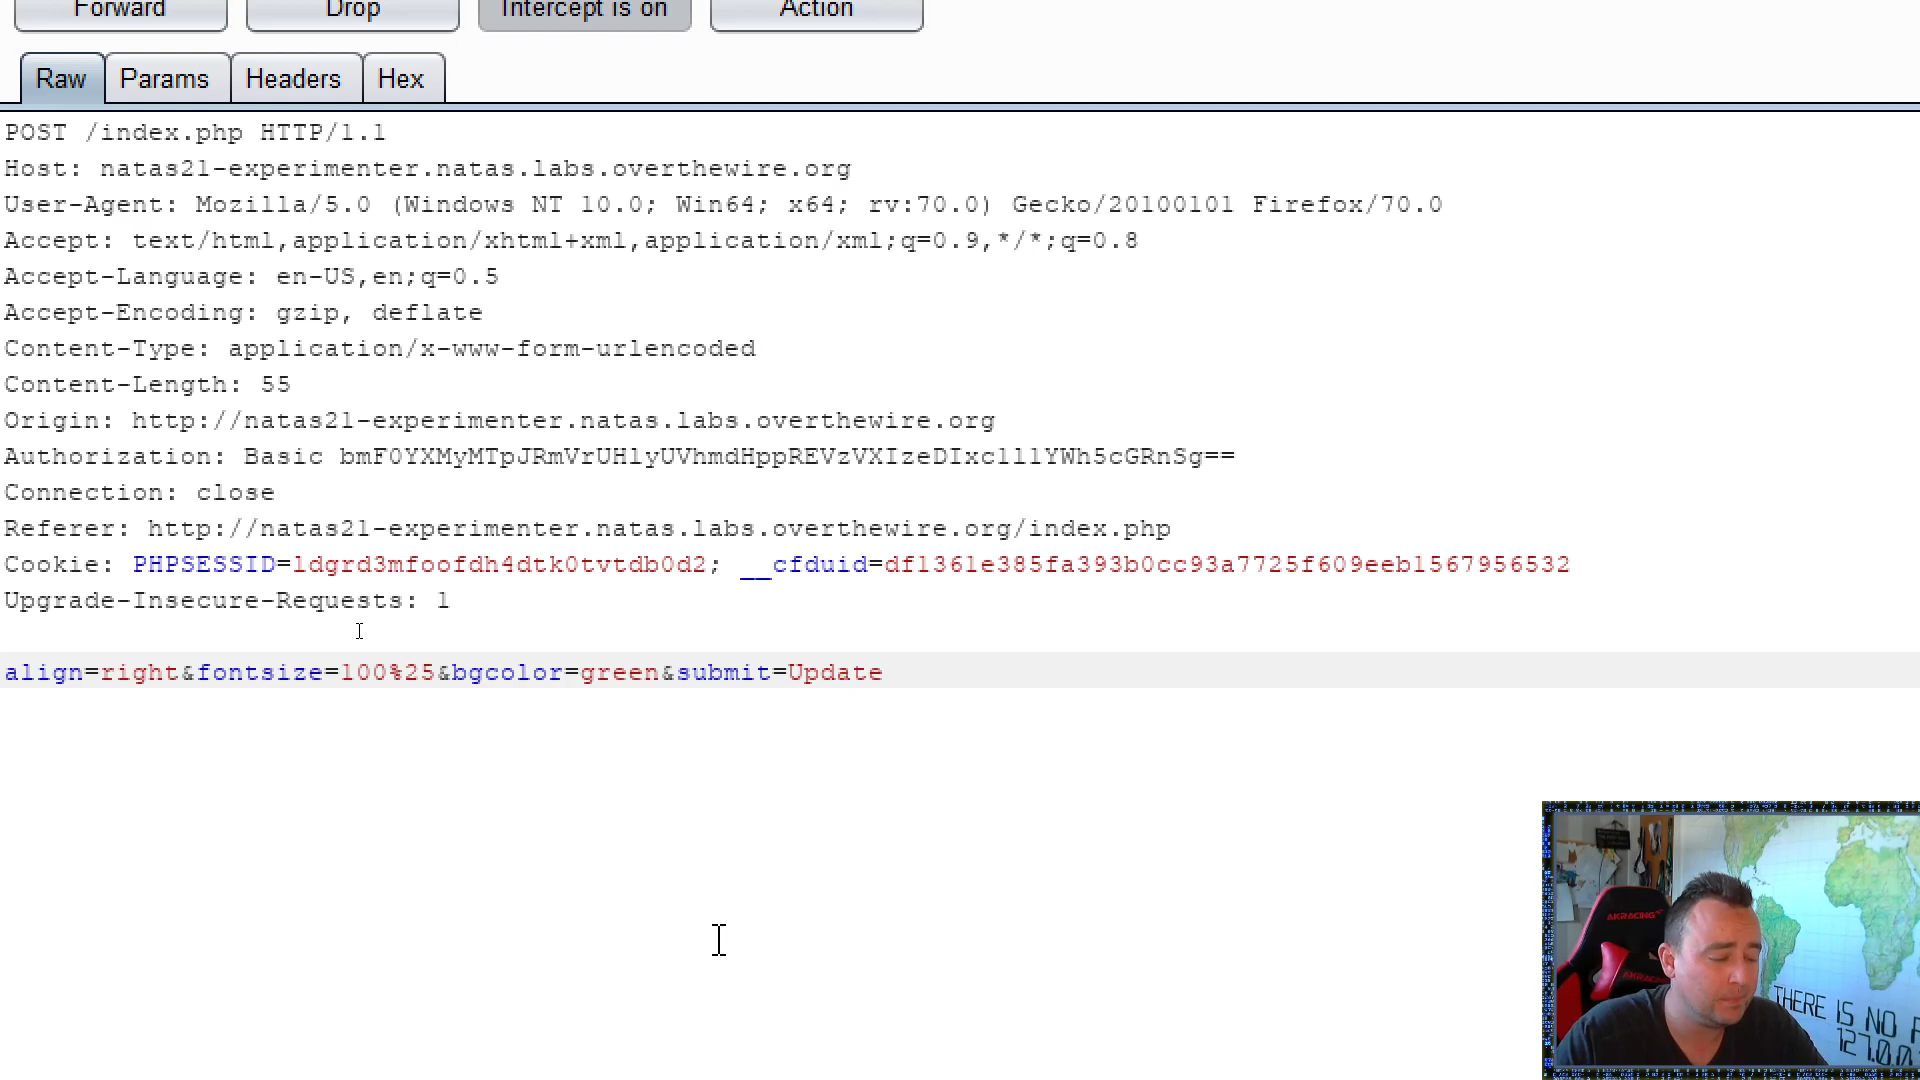 Forward Drop Intercept is on Action
Raw Params Headers Hex
POST /index.php HTTP/1.1
Host: natas21-experimenter.natas.labs.overthewire.org
User-Agent: Mozilla/5.0 (Windows NT 10.0; Win64; x64; rv:70.0) Gecko/20100101 Firefox/70.0
Accept: text/html,application/xhtml+xml,application/xml;q=0.9,*/*;q=0.8
Accept-Language: en-US,en;q=0.5
Accept-Encoding: gzip, deflate
Content-Type: application/x-www-form-urlencoded
Content-Length: 55
Origin: http://natas21-experimenter.natas.labs.overthewire.org
Authorization: Basic bmF0YXMyMTpJRmVrUHlyUVhmdHppREVzVXIzeDIxc1l1YWh5cGRnSg==
Connection: close
Referer: http://natas21-experimenter.natas.labs.overthewire.org/index.php
Cookie: PHPSESSID=ldgrd3mfoofdh4dtk0tvtdb0d2; __cfduid=df1361e385fa393b0cc93a7725f609eeb1567956532
Upgrade-Insecure-Requests: 1
align=right&fontsize=100%25&bgcolor=green&submit=Update
AKRACING
THERE IS NO
127.0.0